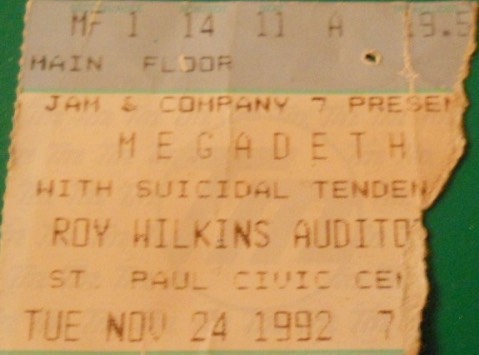 MF 1 14 11 A 19.5
MAIN FLOOR
JAM & COMPANY 7 PRESEN
MEGADETH
WITH SUICIDAL TENDEN
ROY WILKINS AUDITO
ST. PAUL CIVIC CEN
TUE NOV 24 1992 7